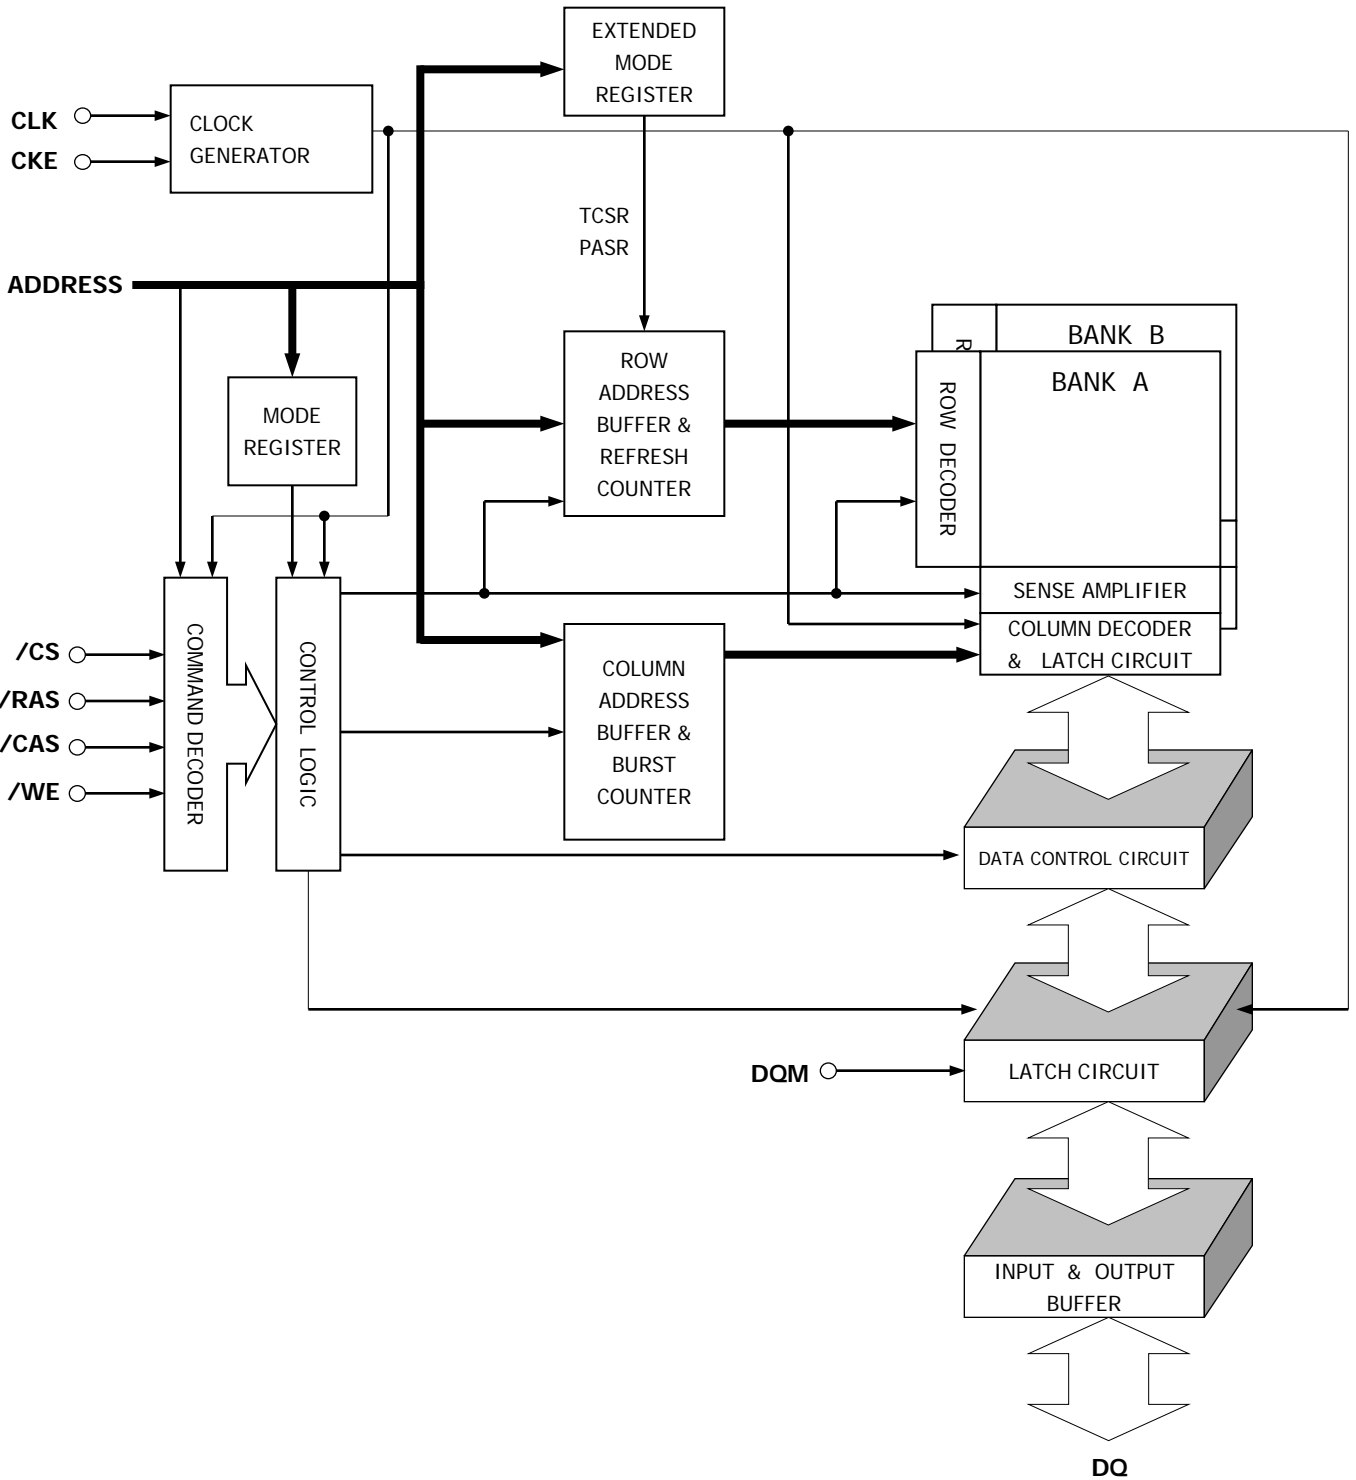 EXTENDED
MODE
REGISTER
CLK
CKE
CLOCK
GENERATOR
TCSR
PASR
ADDRESS
MODE
REGISTER
ROW
ADDRESS
BUFFER &
REFRESH
COUNTER
BANK B
R
BANK A
ROW DECODER
SENSE AMPLIFIER
COLUMN DECODER
& LATCH CIRCUIT
/CS
/RAS
/CAS
/WE
COMMAND DECODER
CONTROL LOGIC
COLUMN
ADDRESS
BUFFER &
BURST
COUNTER
DATA CONTROL CIRCUIT
DQM
LATCH CIRCUIT
INPUT & OUTPUT
BUFFER
DQ